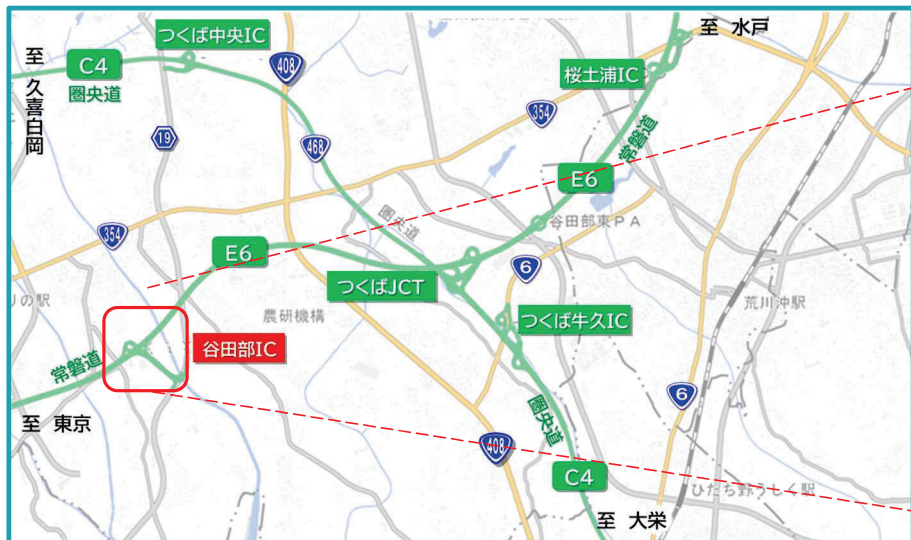 至 水戸
つくば中央IC
至 久喜白岡
C4
圏央道
408
桜土浦IC
354
19
468
常磐道
E6
圏央道
谷田部東PA
354
E6
6
つくばJCT
りの駅
農研機構
つくば牛久IC
荒川沖駅
谷田部IC
常磐道
至 東京
圏央道
6
408
C4
ひたち野うしく駅
至 大栄